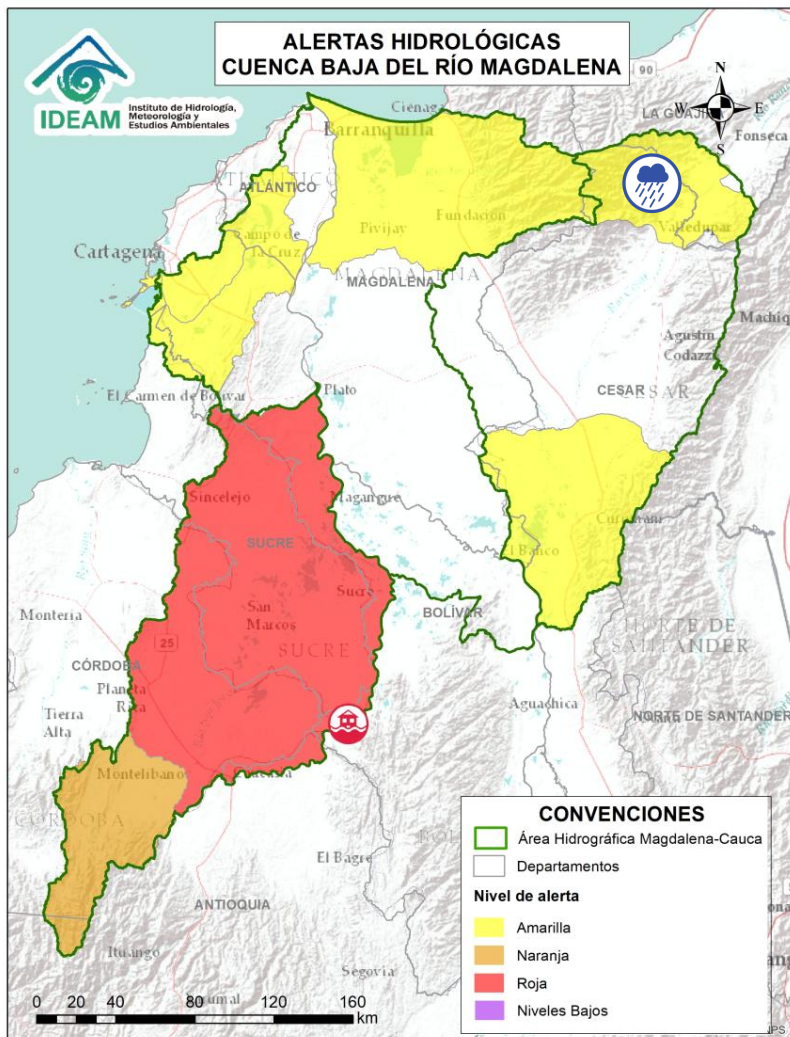 ALERTAS HIDROLÓGICAS
CUENCA BAJA DEL RÍO MAGDALENA
IDEAM
Instituto de Hidrología,
Meteorología y
Estudios Ambientales
N
W
E
S
90
Ciénaga
LA GUAJIRA
Barranquilla
Fonseca
ATLÁNTICO
Valledupar
Campo de
la Cruz
Pivijay
Fundación
Cartagena
MAGDALENA
MAGDALENA
Agustín
Codazzi
CESAR
El Carmen de Bolívar
Plato
Sincelejo
Magangué
SUCRE
El Banco
Sucre
San
Marcos
BOLÍVAR
Montería
SUCRE
NORTE DE
SANTANDER
25
CÓRDOBA
Planeta
Rica
Tierra
Alta
Aguachica
NORTE DE SANTANDER
Montelíbano
CÓRDOBA
El Bagre
ANTIOQUIA
Ituango
Segovia
CONVENCIONES
Área Hidrográfica Magdalena-Cauca
Departamentos
Nivel de alerta
Amarilla
Naranja
Roja
Niveles Bajos
0 20 40 80 120 160
km